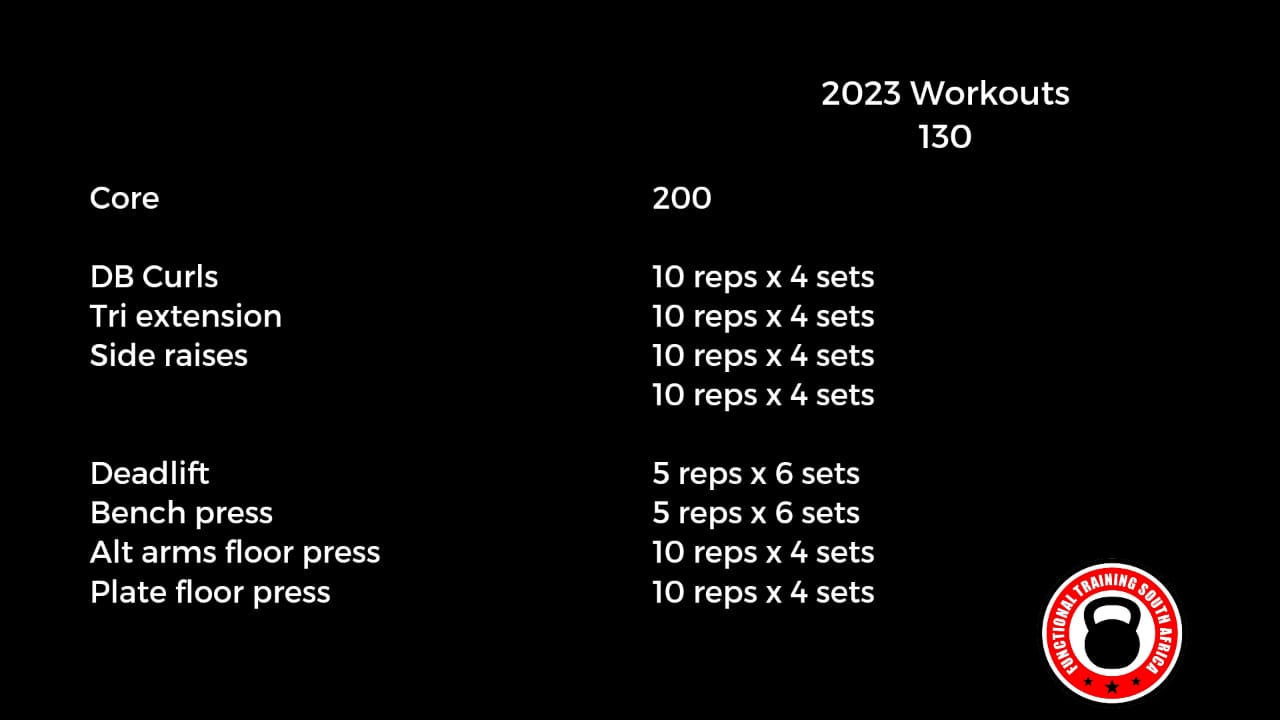 2023 Workouts
130
Core 200
DB Curls 10 reps x 4 sets
Tri extension 10 reps x 4 sets
Side raises 10 reps x 4 sets
10 reps x 4 sets
Deadlift 5 reps x 6 sets
Bench press 5 reps x 6 sets
Alt arms floor press 10 reps x 4 sets
Plate floor press 10 reps x 4 sets
FUNCTIONAL TRAINING SOUTH AFRICA